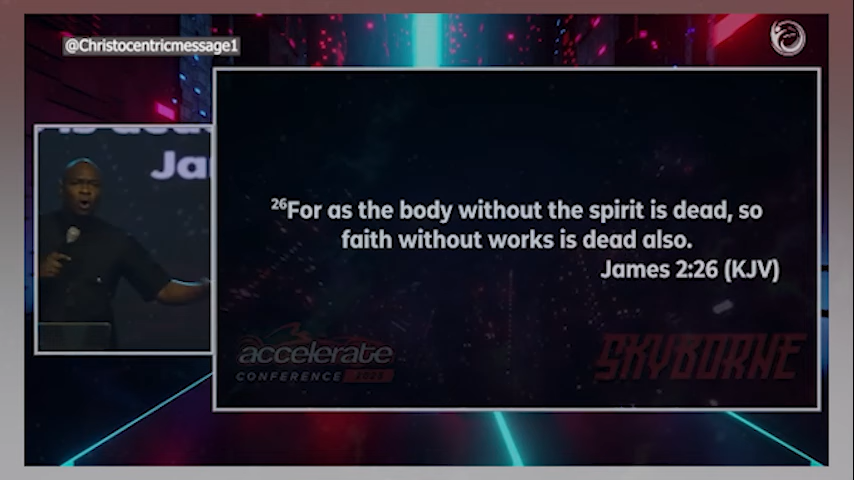 @Christocentricmessage1
Ja
26For as the body without the spirit is dead, so
faith without works is dead also.
James 2:26 (KJV)
accelerate
CONFERENCE
SKYBORNE